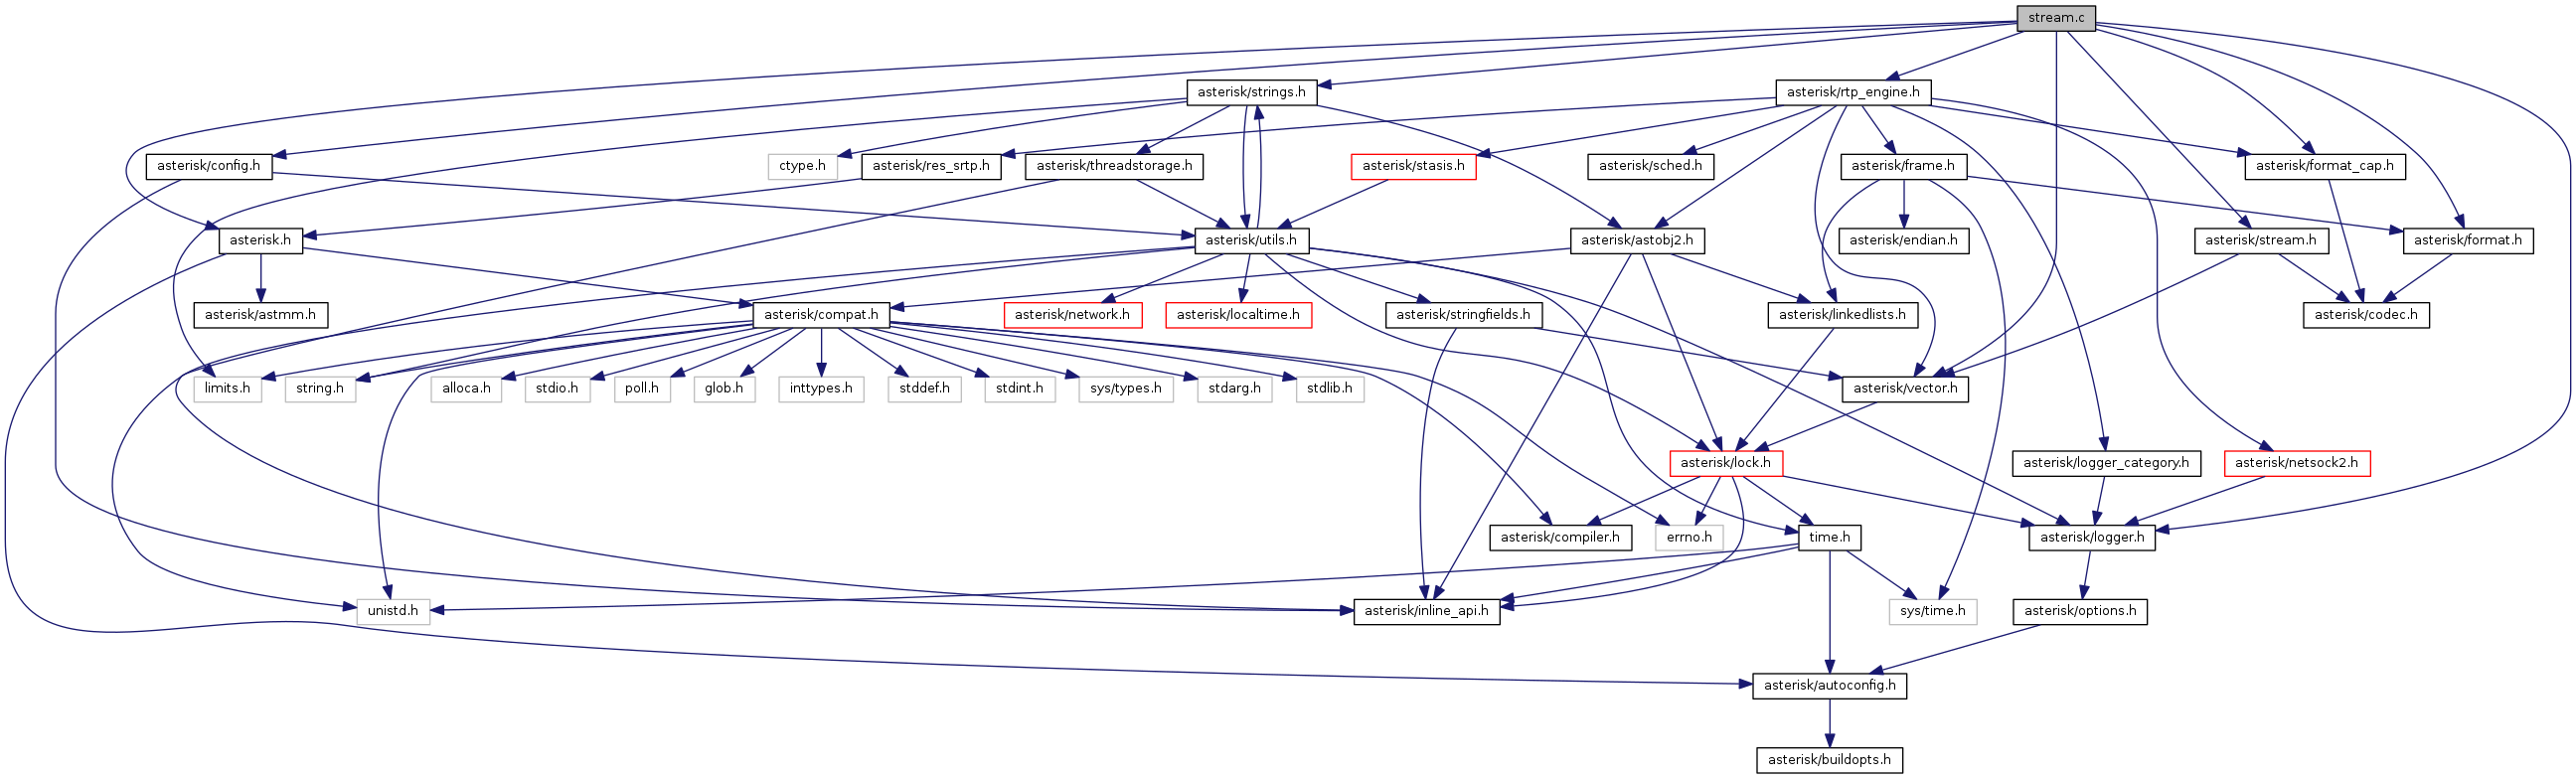 stream.c
asterisk/strings.h
asterisk/rtp_engine.h
asterisk/config.h
ctype.h
asterisk/res_srtp.h
asterisk/threadstorage.h
asterisk/stasis.h
asterisk/sched.h
asterisk/frame.h
asterisk/format_cap.h
asterisk.h
asterisk/utils.h
asterisk/astobj2.h
asterisk/endian.h
asterisk/stream.h
asterisk/format.h
asterisk/astmm.h
asterisk/compat.h
asterisk/network.h
asterisk/localtime.h
asterisk/stringfields.h
asterisk/linkedlists.h
asterisk/codec.h
limits.h
string.h
alloca.h
stdio.h
poll.h
glob.h
inttypes.h
stddef.h
stdint.h
sys/types.h
stdarg.h
stdlib.h
asterisk/vector.h
asterisk/lock.h
asterisk/logger_category.h
asterisk/netsock2.h
asterisk/compiler.h
errno.h
time.h
asterisk/logger.h
unistd.h
asterisk/inline_api.h
sys/time.h
asterisk/options.h
asterisk/autoconfig.h
asterisk/buildopts.h